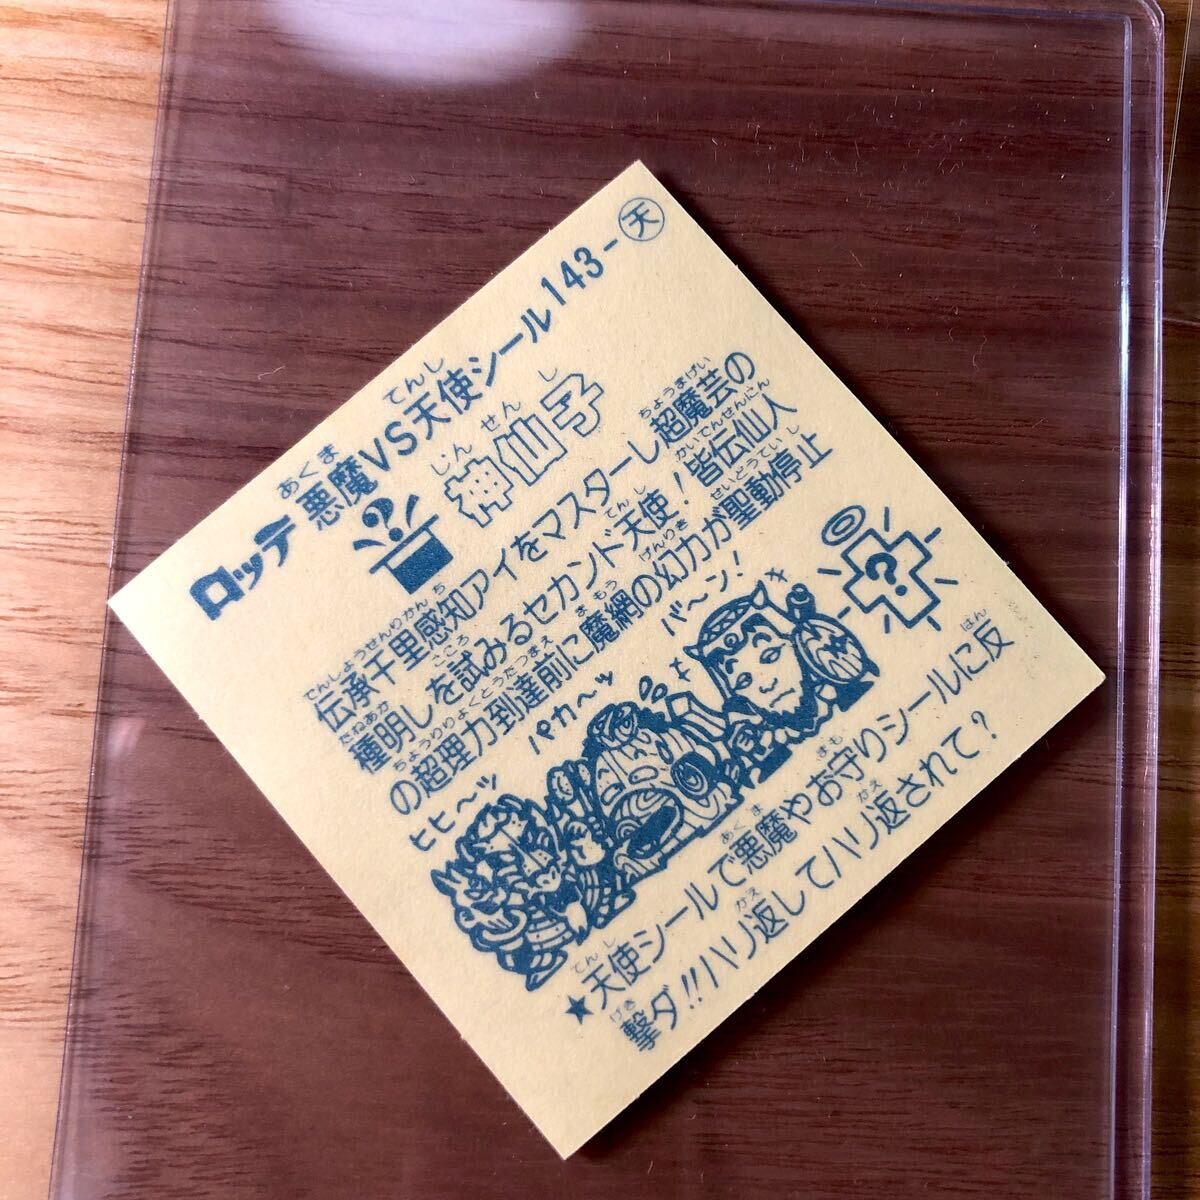 ロッテ 悪魔VS天使シール143-天
神仙子
伝承千里感知アイをマスターし超魔芸の
種明しを試みるセカンド天使!皆伝仙人
の超理力到達前に魔網の幻力が聖動停止
ヒヒ〜ッ パカ〜ッ バ〜ン!
?
★天使シールで悪魔やお守りシールに反
撃ダ!!ハリ返してハリ返されて?